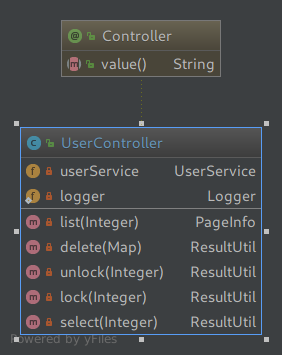 Controller
value() String
UserController
userService UserService
logger Logger
list(Integer) PageInfo
delete(Map) ResultUtil
unlock(Integer) ResultUtil
lock(Integer) ResultUtil
select(Integer) ResultUtil
Powered by yFiles